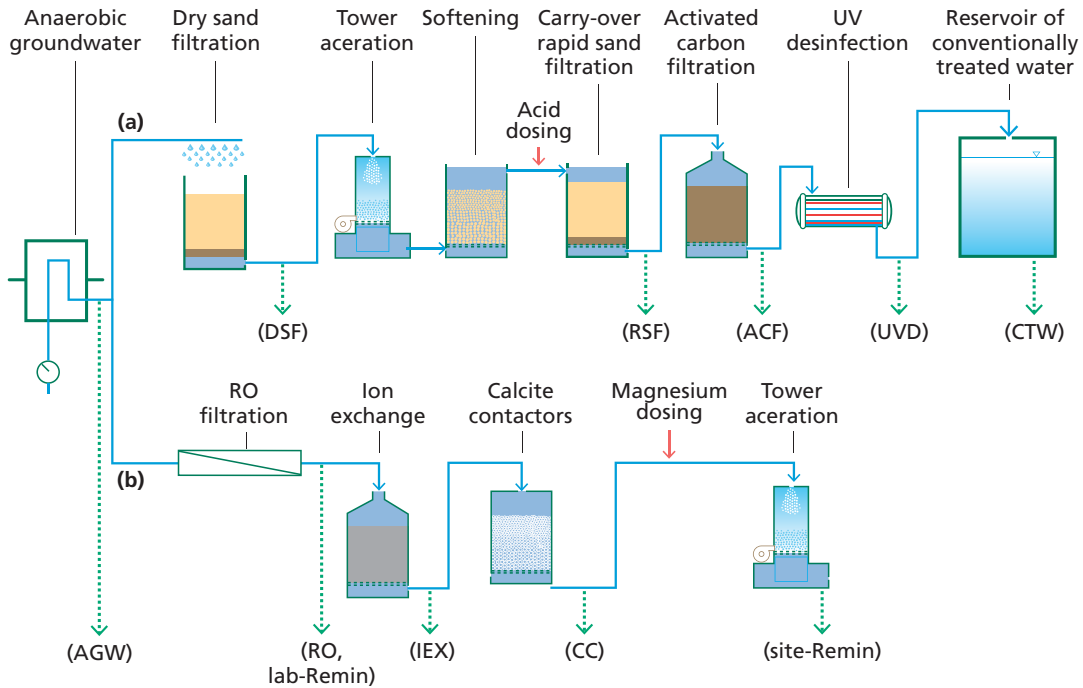 Anaerobic
groundwater
Dry sand
filtration
Tower
aceration
Softening
Carry-over
rapid sand
filtration
Activated
carbon
filtration
UV
desinfection
Reservoir of
conventionally
treated water
(a)
Acid
dosing
(DSF)
(RSF)
(ACF)
(UVD)
(CTW)
RO
filtration
Ion
exchange
Calcite
contactors
Magnesium
dosing
Tower
aceration
(b)
(AGW)
(RO,
lab-Remin)
(IEX)
(CC)
(site-Remin)